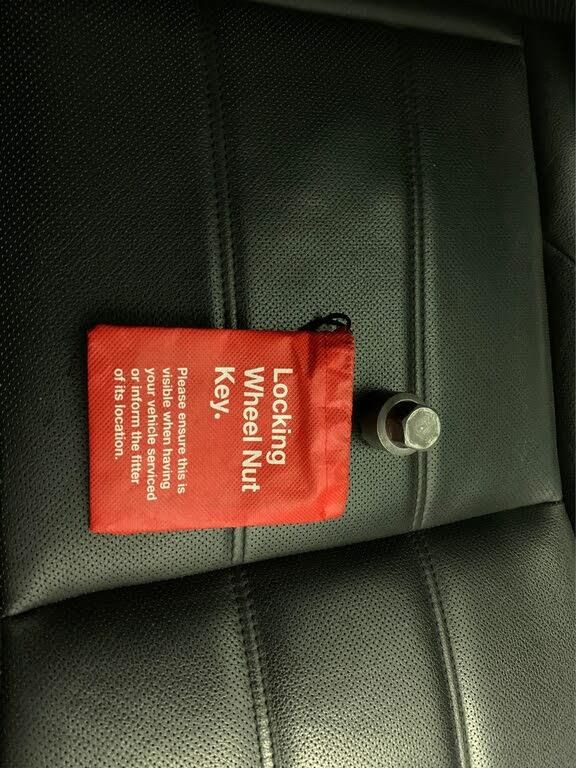 Locking
Wheel Nut
Key.
Please ensure this is
visible when having
your vehicle serviced
or inform the fitter
of its location.